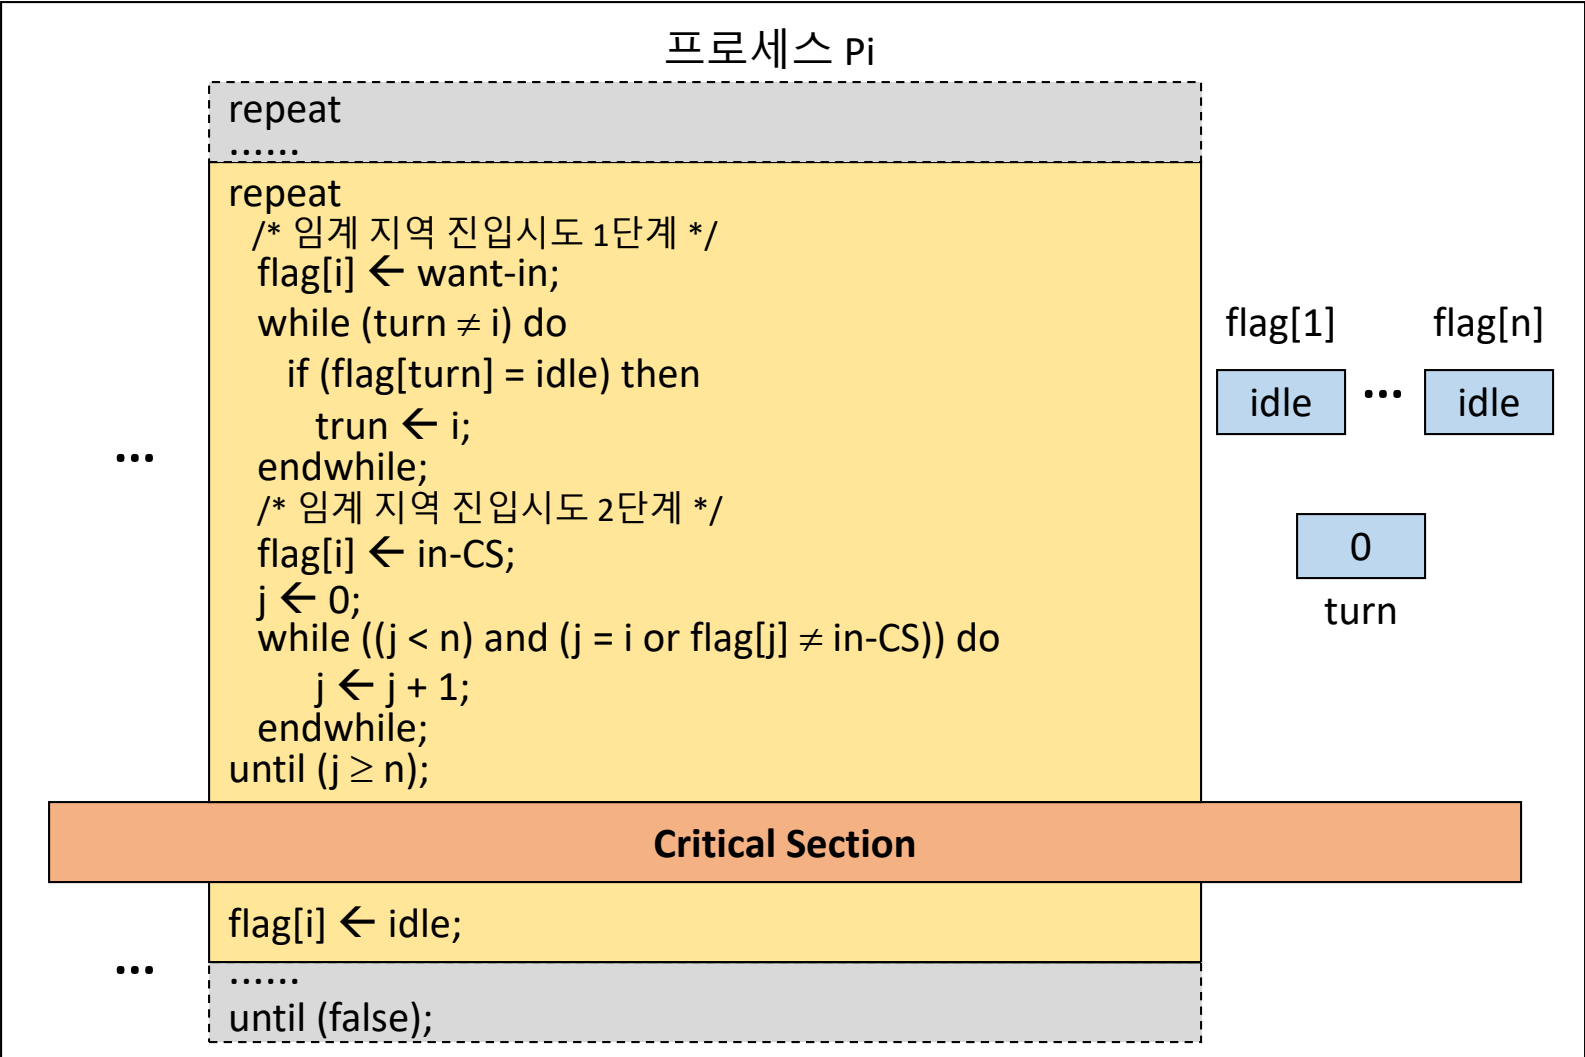 프로세스 Pi
repeat
......
repeat
/* 임계 지역 진입시도 1단계 */
flag[i] ← want-in;
while (turn ≠ i) do
if (flag[turn] = idle) then
trun ← i;
endwhile;
/* 임계 지역 진입시도 2단계 */
flag[i] ← in-CS;
j ← 0;
while ((j < n) and (j = i or flag[j] ≠ in-CS)) do
j ← j + 1;
endwhile;
until (j ≥ n);
Critical Section
flag[i] ← idle;
......
until (false);
...
...
flag[1] flag[n]
idle ... idle
0
turn